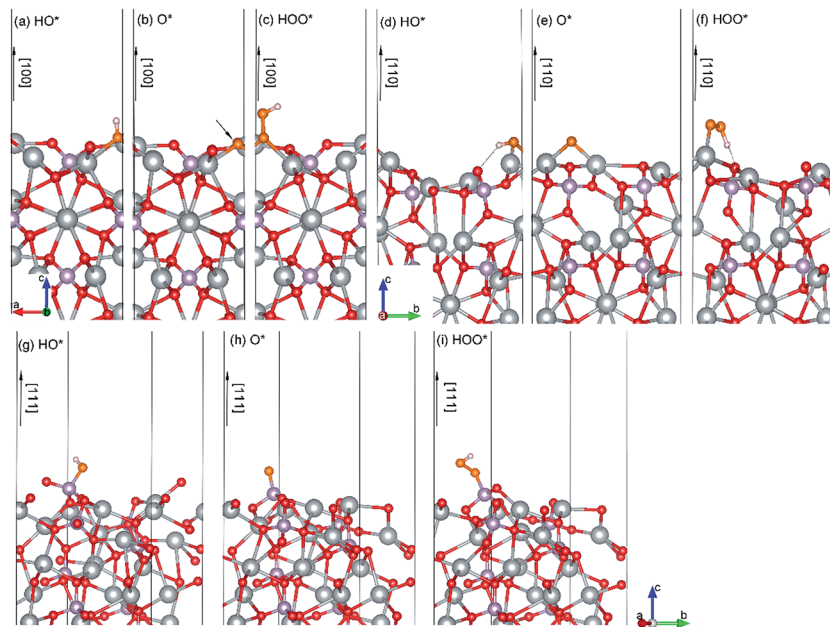 (a) HO*
(b) O*
(c) HOO*
(d) HO*
(e) O*
(f) HOO*
[100]
[100]
[100]
[110]
[110]
[110]
c
a
b
c
a
b
(g) HO*
(h) O*
(i) HOO*
[111]
[111]
[111]
c
a
b